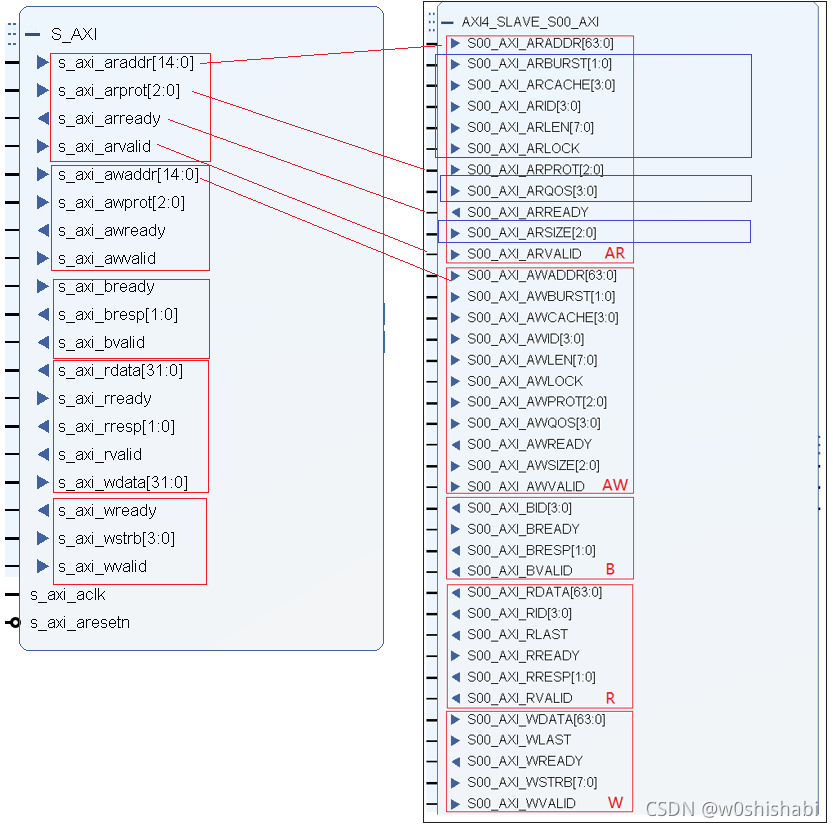 S_AXI
s_axi_araddr[14:0]
s_axi_arprot[2:0]
s_axi_arready
s_axi_arvalid
s_axi_awaddr[14:0]
s_axi_awprot[2:0]
s_axi_awready
s_axi_awvalid
s_axi_bready
s_axi_bresp[1:0]
s_axi_bvalid
s_axi_rdata[31:0]
s_axi_rready
s_axi_rresp[1:0]
s_axi_rvalid
s_axi_wdata[31:0]
s_axi_wready
s_axi_wstrb[3:0]
s_axi_wvalid
s_axi_aclk
s_axi_aresetn
AXI4_SLAVE_S00_AXI
S00_AXI_ARADDR[63:0]
S00_AXI_ARBURST[1:0]
S00_AXI_ARCACHE[3:0]
S00_AXI_ARID[3:0]
S00_AXI_ARLEN[7:0]
S00_AXI_ARLOCK
S00_AXI_ARPROT[2:0]
S00_AXI_ARQOS[3:0]
S00_AXI_ARREADY
S00_AXI_ARSIZE[2:0]
S00_AXI_ARVALID AR
S00_AXI_AWADDR[63:0]
S00_AXI_AWBURST[1:0]
S00_AXI_AWCACHE[3:0]
S00_AXI_AWID[3:0]
S00_AXI_AWLEN[7:0]
S00_AXI_AWLOCK
S00_AXI_AWPROT[2:0]
S00_AXI_AWQOS[3:0]
S00_AXI_AWREADY
S00_AXI_AWSIZE[2:0]
S00_AXI_AWVALID AW
S00_AXI_BID[3:0]
S00_AXI_BREADY
S00_AXI_BRESP[1:0]
S00_AXI_BVALID B
S00_AXI_RDATA[63:0]
S00_AXI_RID[3:0]
S00_AXI_RLAST
S00_AXI_RREADY
S00_AXI_RRESP[1:0]
S00_AXI_RVALID R
S00_AXI_WDATA[63:0]
S00_AXI_WLAST
S00_AXI_WREADY
S00_AXI_WSTRB[7:0]
S00_AXI_WVALID W
CSDN @w0shishabi